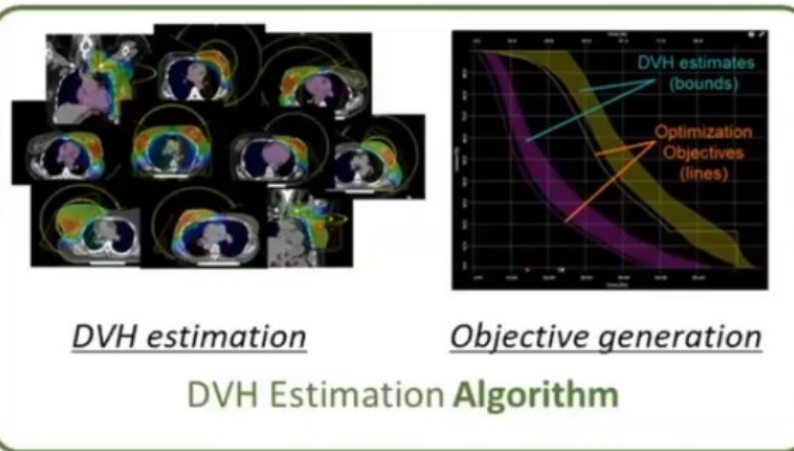 DVH estimates
(bounds)
Optimization
Objectives
(lines)
DVH estimation
Objective generation
DVH Estimation Algorithm